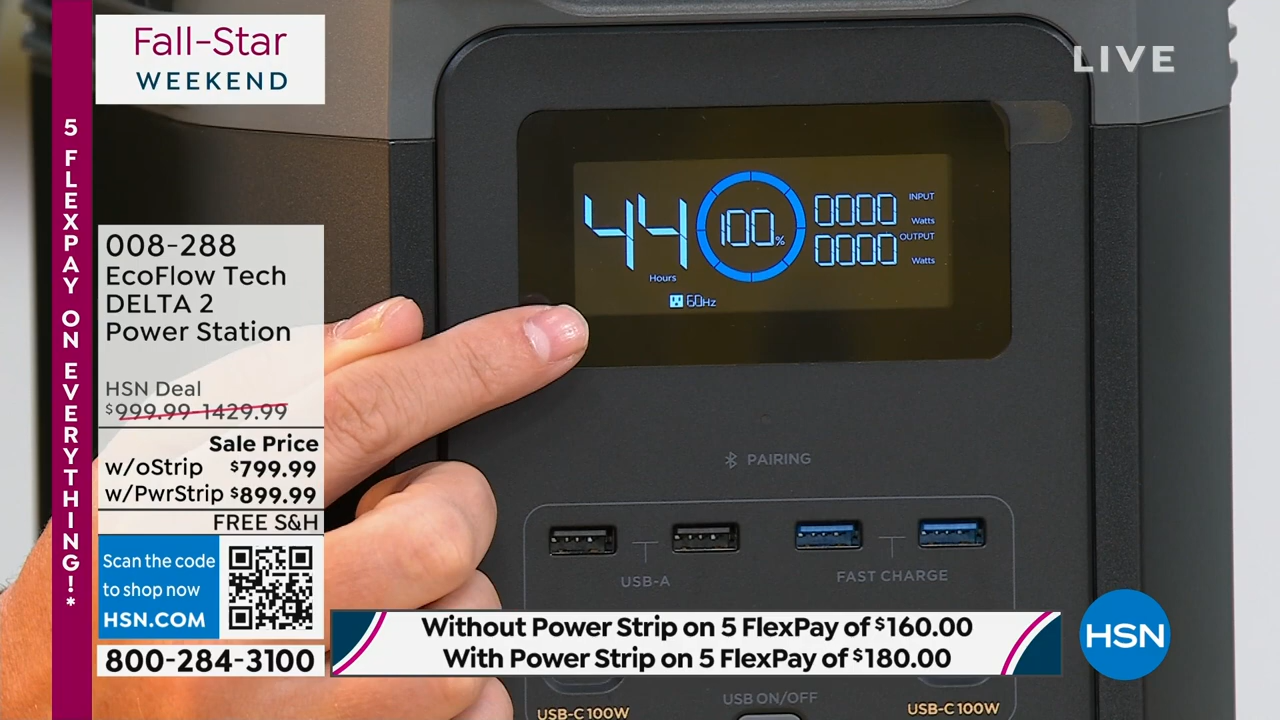 Fall-Star
WEEKEND
LIVE
5 FLEXPAY ON EVERYTHING!*
008-288
EcoFlow Tech
DELTA 2
Power Station
HSN Deal
$999.99-1429.99
Sale Price
w/oStrip $799.99
w/PwrStrip $899.99
FREE S&H
Scan the code
to shop now
HSN.COM
800-284-3100
44
Hours
100%
0000 INPUT
Watts
0000 OUTPUT
Watts
60Hz
PAIRING
USB-A
FAST CHARGE
Without Power Strip on 5 FlexPay of $160.00
With Power Strip on 5 FlexPay of $180.00
HSN
USB ON/OFF
USB-C 100W
USB-C 100W